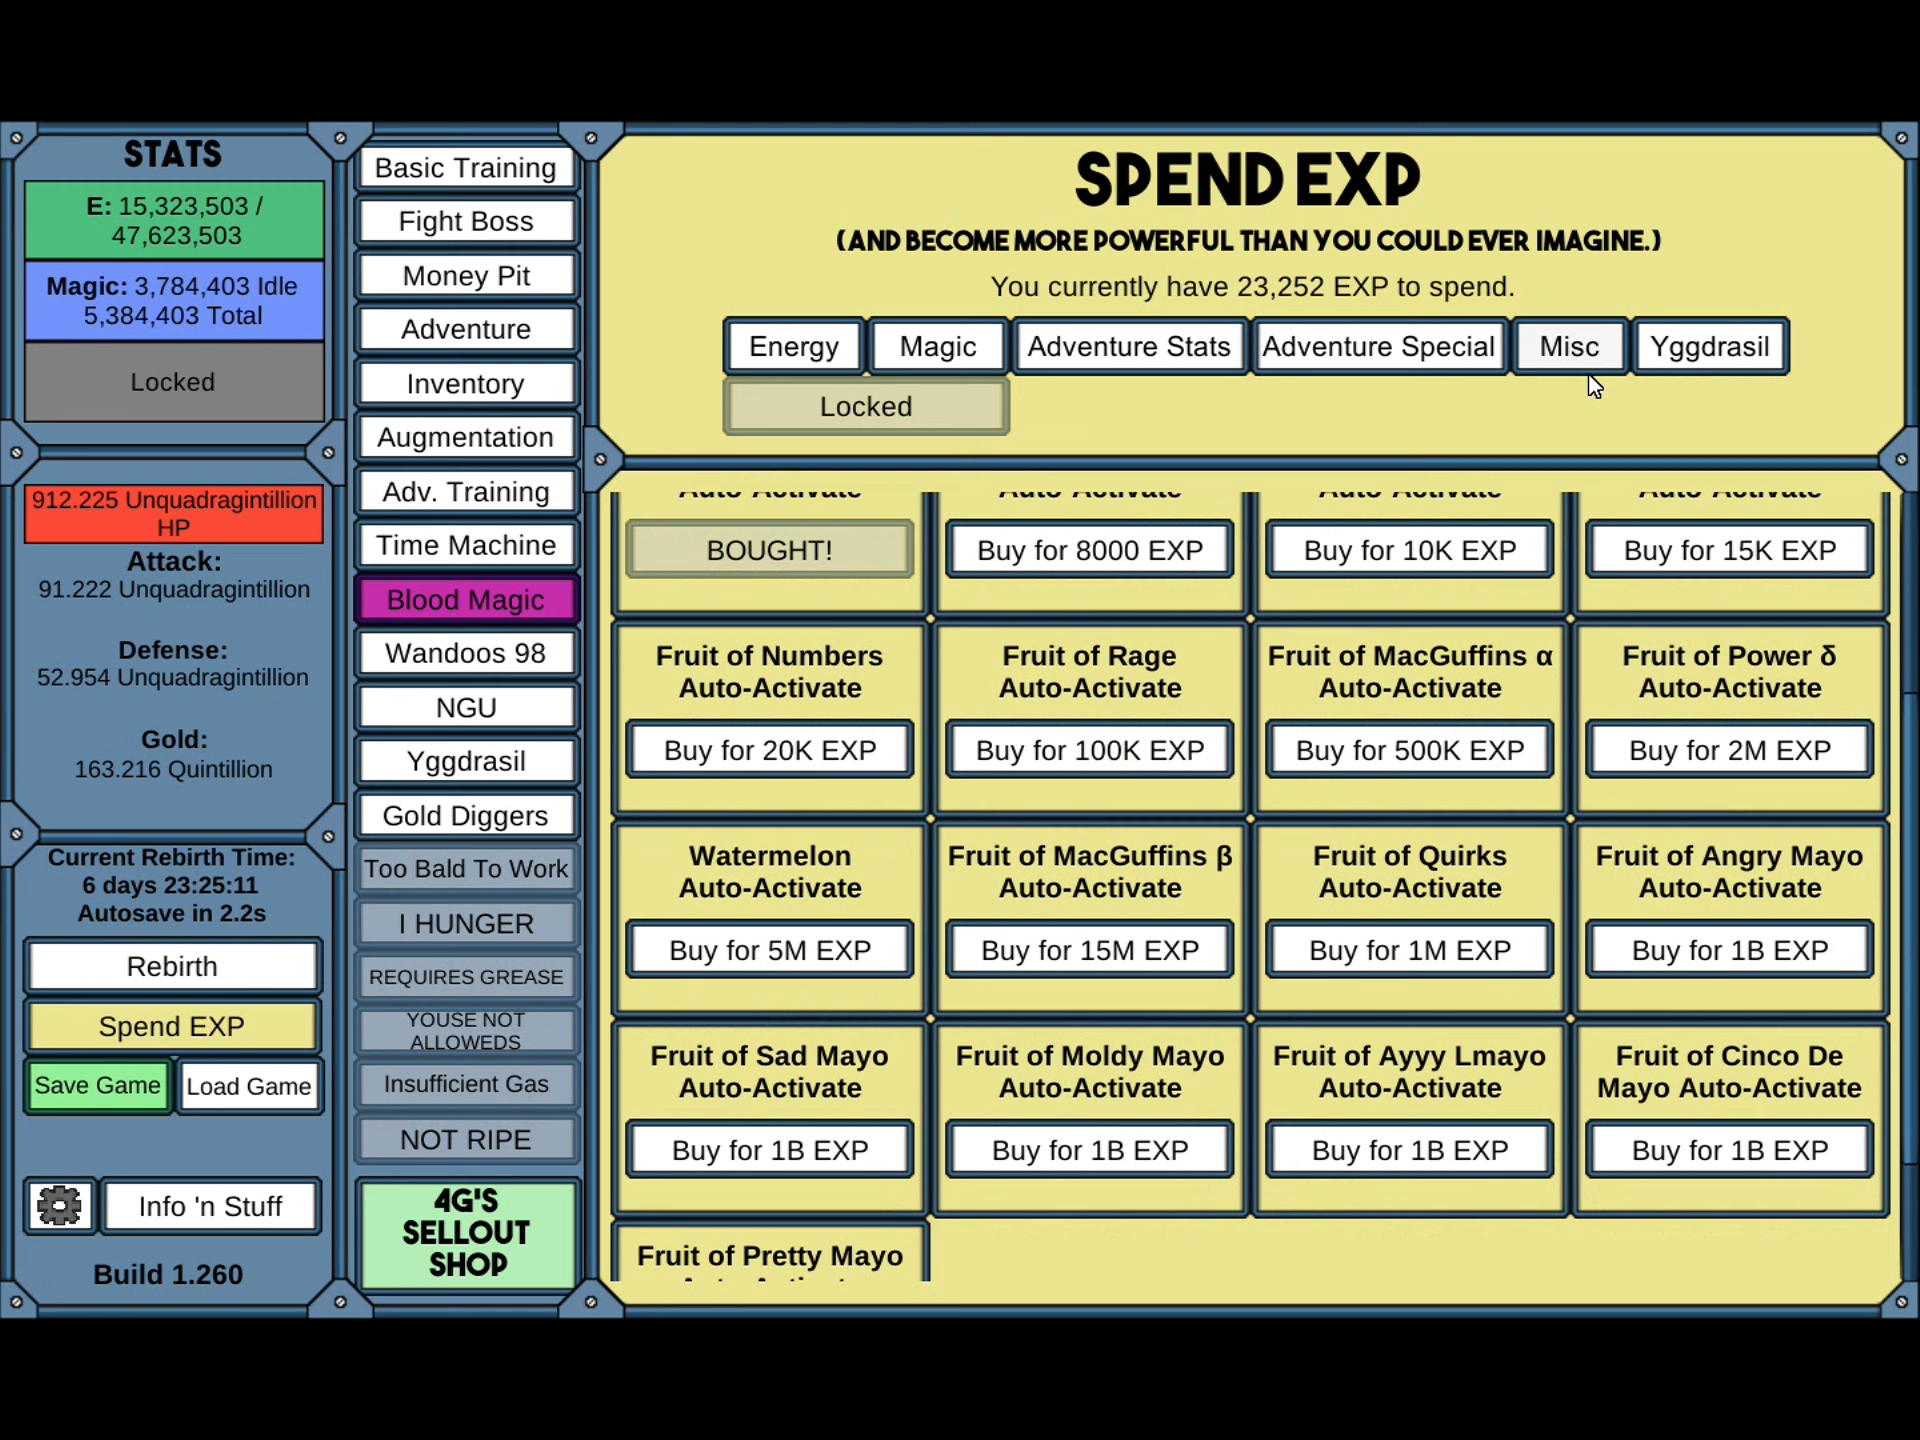 STATS
E: 15,323,503 /
47,623,503
Magic: 3,784,403 Idle
5,384,403 Total
Locked
912.225 Unquadragintillion
HP
Attack:
91.222 Unquadragintillion
Defense:
52.954 Unquadragintillion
Gold:
163.216 Quintillion
Current Rebirth Time:
6 days 23:25:11
Autosave in 2.2s
Rebirth
Spend EXP
Save Game
Load Game
Info 'n Stuff
Build 1.260
Basic Training
Fight Boss
Money Pit
Adventure
Inventory
Augmentation
Adv. Training
Time Machine
Blood Magic
Wandoos 98
NGU
Yggdrasil
Gold Diggers
Too Bald To Work
I HUNGER
REQUIRES GREASE
YOUSE NOT
ALLOWEDS
Insufficient Gas
NOT RIPE
4G'S
SELLOUT
SHOP
SPEND EXP
(AND BECOME MORE POWERFUL THAN YOU COULD EVER IMAGINE.)
You currently have 23,252 EXP to spend.
Energy
Magic
Adventure Stats
Adventure Special
Misc
Yggdrasil
Locked
Auto-Activate
Auto-Activate
Auto-Activate
Auto-Activate
BOUGHT!
Buy for 8000 EXP
Buy for 10K EXP
Buy for 15K EXP
Fruit of Numbers
Auto-Activate
Buy for 20K EXP
Fruit of Rage
Auto-Activate
Buy for 100K EXP
Fruit of MacGuffins α
Auto-Activate
Buy for 500K EXP
Fruit of Power δ
Auto-Activate
Buy for 2M EXP
Watermelon
Auto-Activate
Buy for 5M EXP
Fruit of MacGuffins β
Auto-Activate
Buy for 15M EXP
Fruit of Quirks
Auto-Activate
Buy for 1M EXP
Fruit of Angry Mayo
Auto-Activate
Buy for 1B EXP
Fruit of Sad Mayo
Auto-Activate
Buy for 1B EXP
Fruit of Moldy Mayo
Auto-Activate
Buy for 1B EXP
Fruit of Ayyy Lmayo
Auto-Activate
Buy for 1B EXP
Fruit of Cinco De
Mayo Auto-Activate
Buy for 1B EXP
Fruit of Pretty Mayo
Auto-Activate